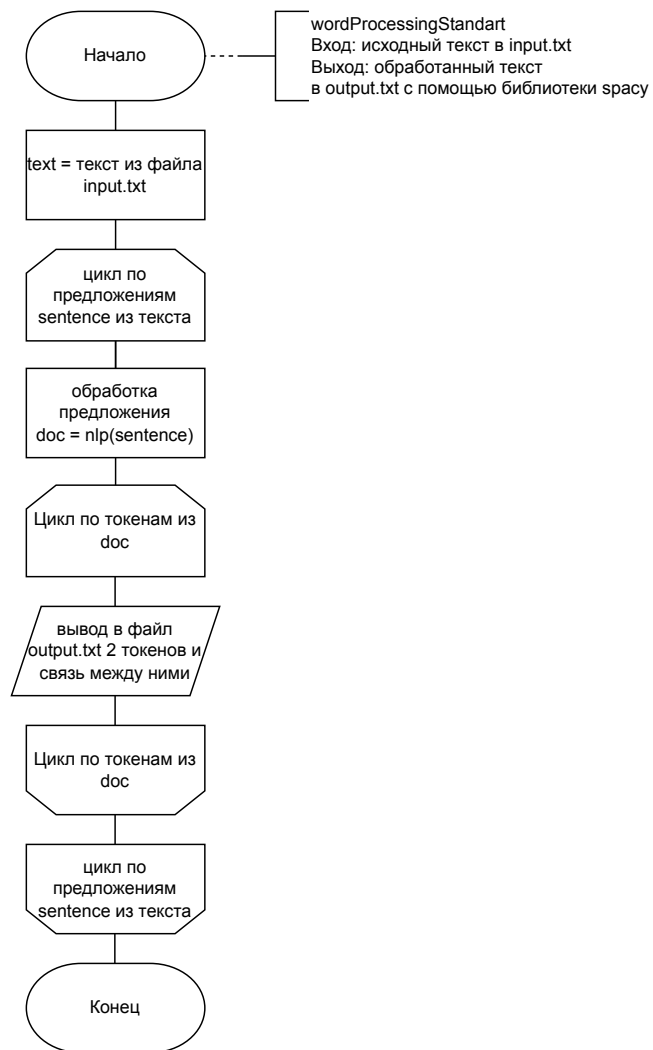 Начало
wordProcessingStandart
Вход: исходный текст в input.txt
Выход: обработанный текст
в output.txt с помощью библиотеки spacy
text = текст из файла
input.txt
цикл по
предложениям
sentence из текста
обработка
предложения
doc = nlp(sentence)
Цикл по токенам из
doc
вывод в файл
output.txt 2 токенов и
связь между ними
Цикл по токенам из
doc
цикл по
предложениям
sentence из текста
Конец